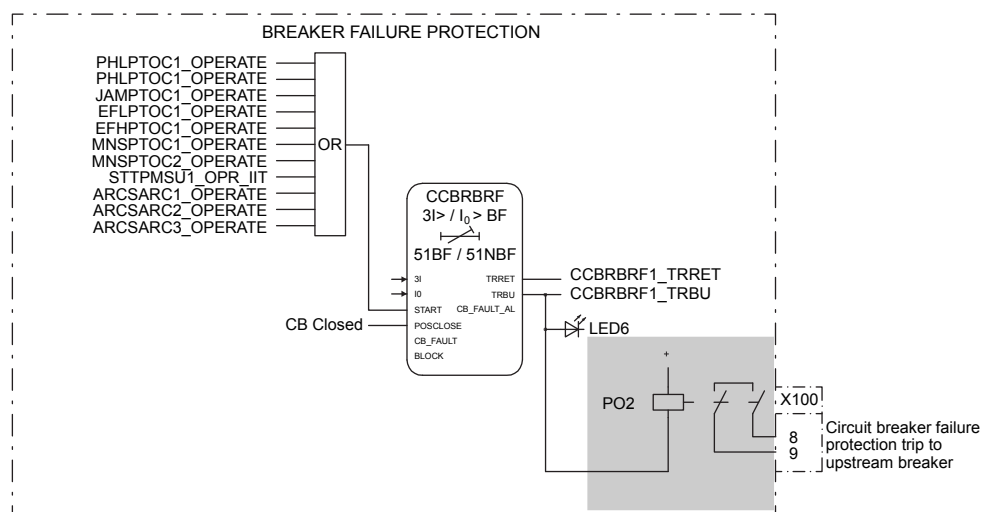 BREAKER FAILURE PROTECTION
PHLPTOC1_OPERATE
PHLPTOC1_OPERATE
JAMPTOC1_OPERATE
EFLPTOC1_OPERATE
EFHPTOC1_OPERATE
MNSPTOC1_OPERATE
MNSPTOC2_OPERATE
STTPMSU1_OPR_IIT
ARCSARC1_OPERATE
ARCSARC2_OPERATE
ARCSARC3_OPERATE
OR
CCBRBRF
3I> / I0 > BF
51BF / 51NBF
3I
I0
START
POSCLOSE
CB_FAULT
BLOCK
TRRET
TRBU
CB_FAULT_AL
CB Closed
CCBRBRF1_TRRET
CCBRBRF1_TRBU
LED6
+
PO2
X100
8
9
Circuit breaker failure
protection trip to
upstream breaker